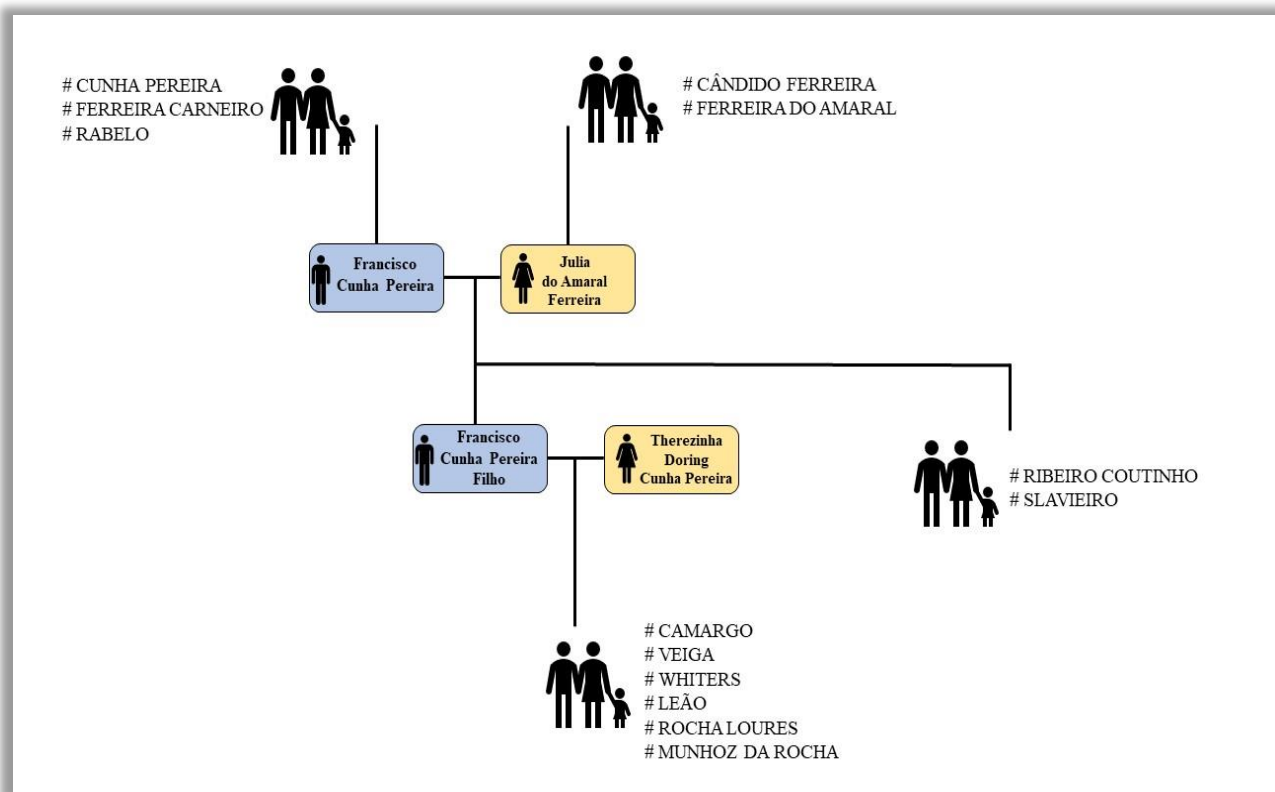 # CUNHA PEREIRA
# FERREIRA CARNEIRO
# RABELO
# CÂNDIDO FERREIRA
# FERREIRA DO AMARAL
Francisco
Cunha Pereira
Julia
do Amaral
Ferreira
Francisco
Cunha Pereira
Filho
Therezinha
Doring
Cunha Pereira
# RIBEIRO COUTINHO
# SLAVIEIRO
# CAMARGO
# VEIGA
# WHITERS
# LEÃO
# ROCHA LOURES
# MUNHOZ DA ROCHA